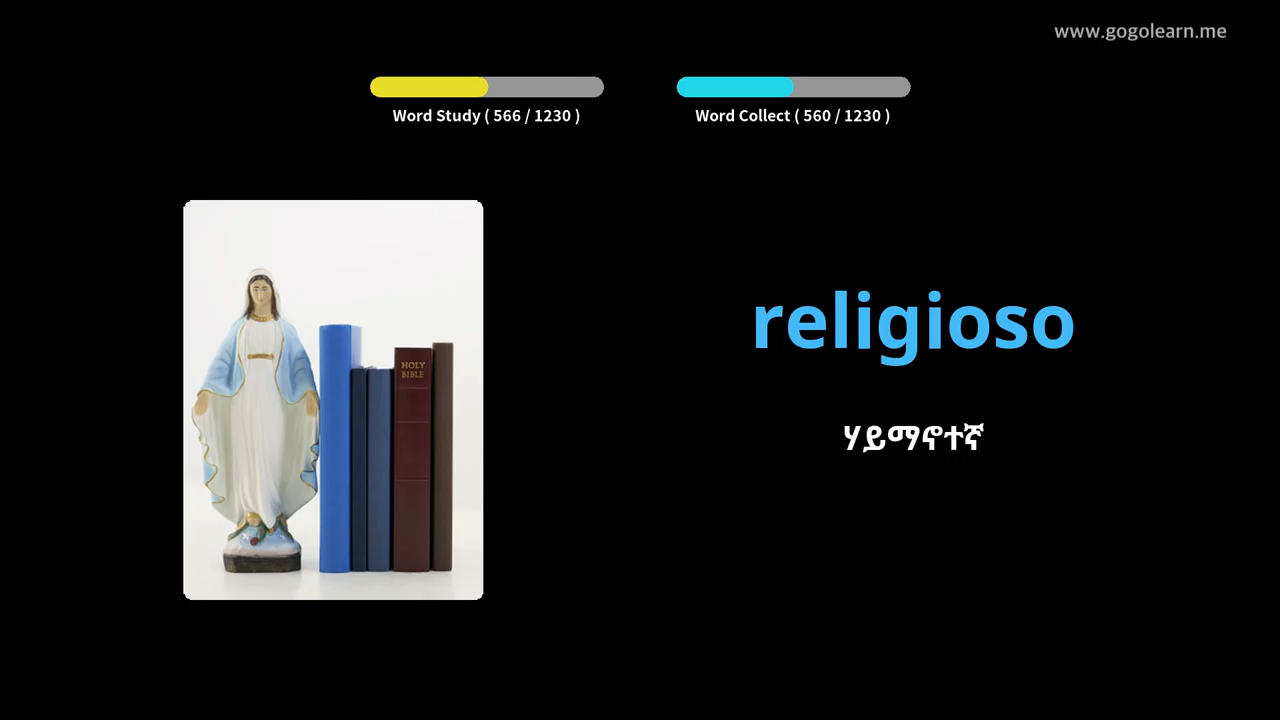 www.gogolearn.me
Word Study ( 566 / 1230 )
Word Collect ( 560 / 1230 )
HOLY
BIBLE
religioso
ሃይማኖተኛ